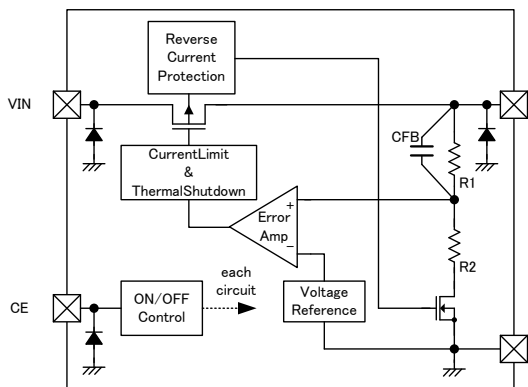 Reverse
Current
Protection
VIN
CFB
R1
CurrentLimit
&
ThermalShutdown
+
Error
Amp
−
R2
CE
ON/OFF
Control
each
circuit
Voltage
Reference